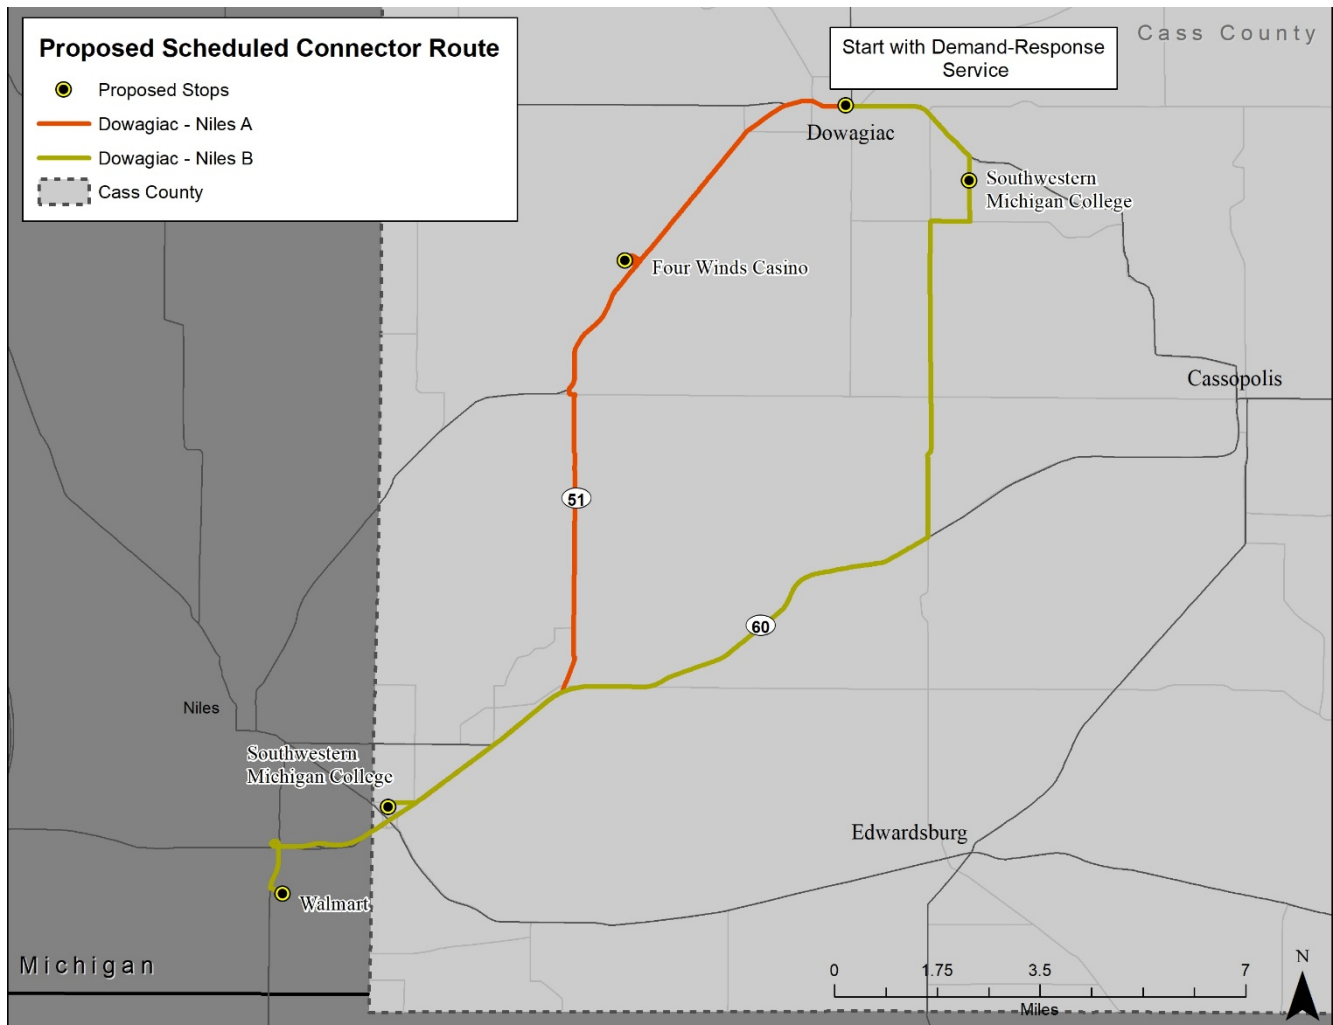 Proposed Scheduled Connector Route
Proposed Stops
Dowagiac - Niles A
Dowagiac - Niles B
Cass County
Start with Demand-Response
Service
Cass County
Dowagiac
Southwestern
Michigan College
Four Winds Casino
Cassopolis
51
60
Niles
Southwestern
Michigan College
Edwardsburg
Walmart
Michigan
0 1.75 3.5 7
Miles
N